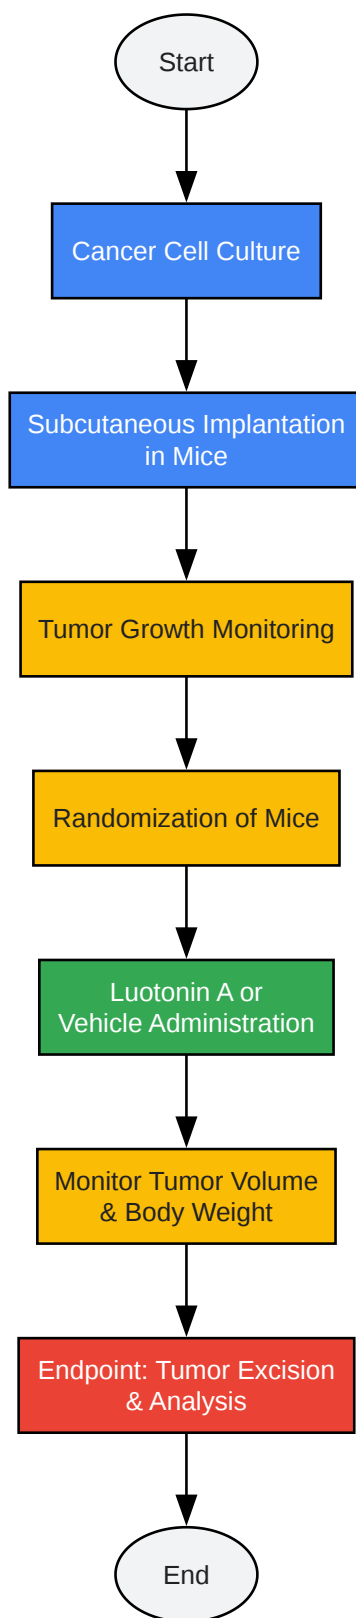 Start
Cancer Cell Culture
Subcutaneous Implantation
in Mice
Tumor Growth Monitoring
Randomization of Mice
Luotonin A or
Vehicle Administration
Monitor Tumor Volume
& Body Weight
Endpoint: Tumor Excision
& Analysis
End